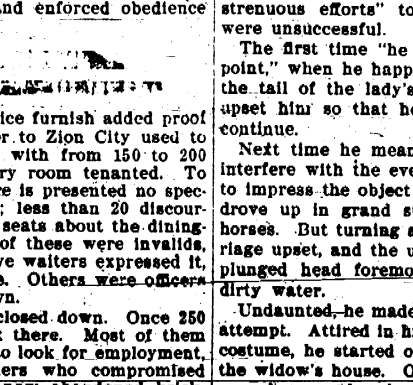 and enforced obedience
ice furnish added proof
er to Zion City used to
with from 150 to 200
ry room tenanted. To
re is presented no spec-
; less than 20 discour-
seats about the dining-
of these were invalids,
ve waiters expressed it,
s. Others were officers
wn.
closed down. Once 250
t there. Most of them
to look for employment,
ers who compromised
strenuous efforts" to
were unsuccessful.
The first time "he
point," when he happ
the tail of the lady's
upset him so that he
continue.
Next time he mean
interfere with the eve
to impress the object
drove up in grand s
horses. But turning a
riage upset, and the u
plunged head foremo
dirty water.
Undaunted, he made
attempt. Attired in h
costume, he started o
the widow's house. O